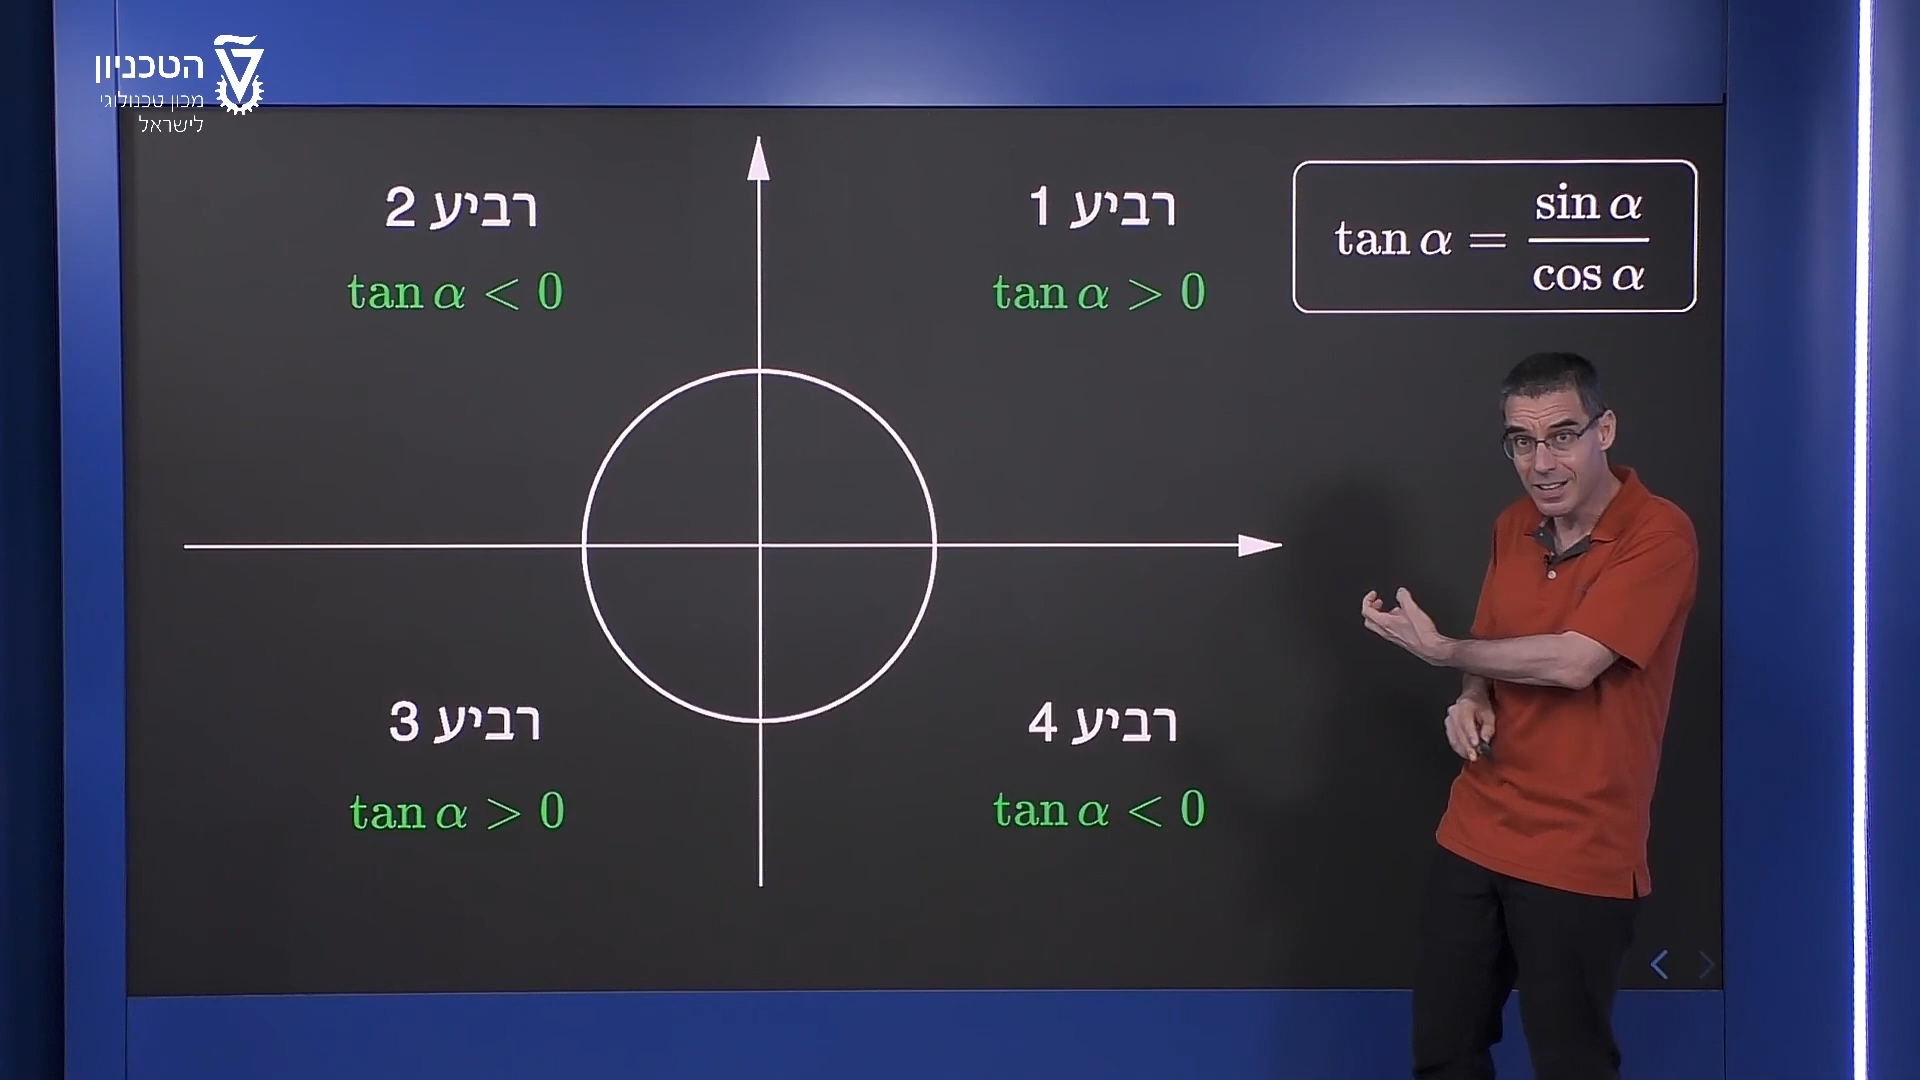 הטכניון
מכון טכנולוגי
לישראל
רביע 1
tan α > 0
רביע 2
tan α < 0
רביע 3
tan α > 0
רביע 4
tan α < 0
tan α = sin α / cos α